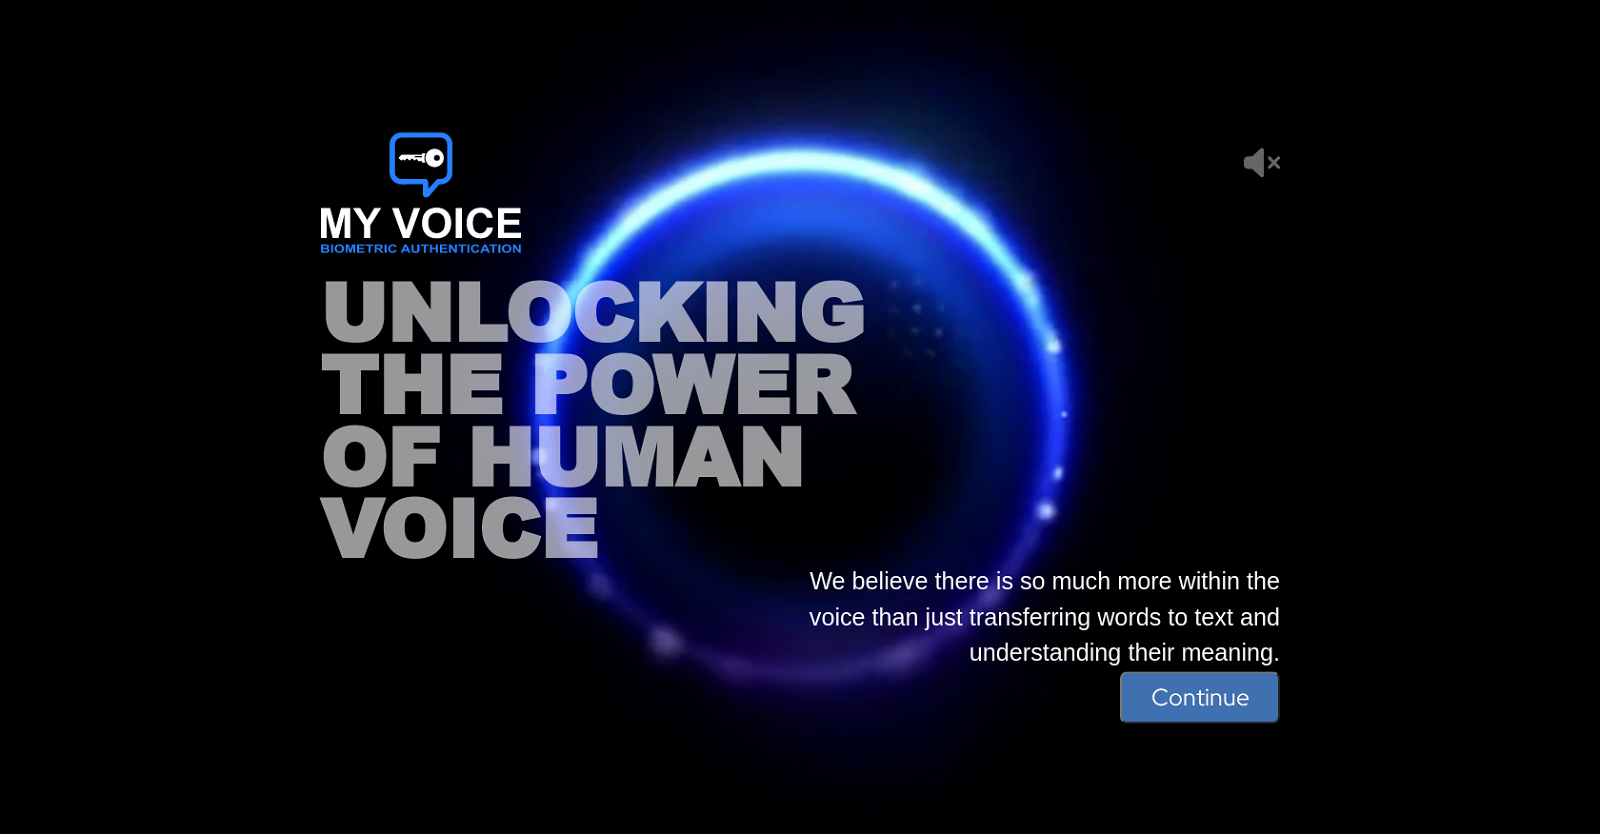 MY VOICE
BIOMETRIC AUTHENTICATION
UNLOCKING
THE POWER
OF HUMAN
VOICE
We believe there is so much more within the
voice than just transferring words to text and
understanding their meaning.
Continue